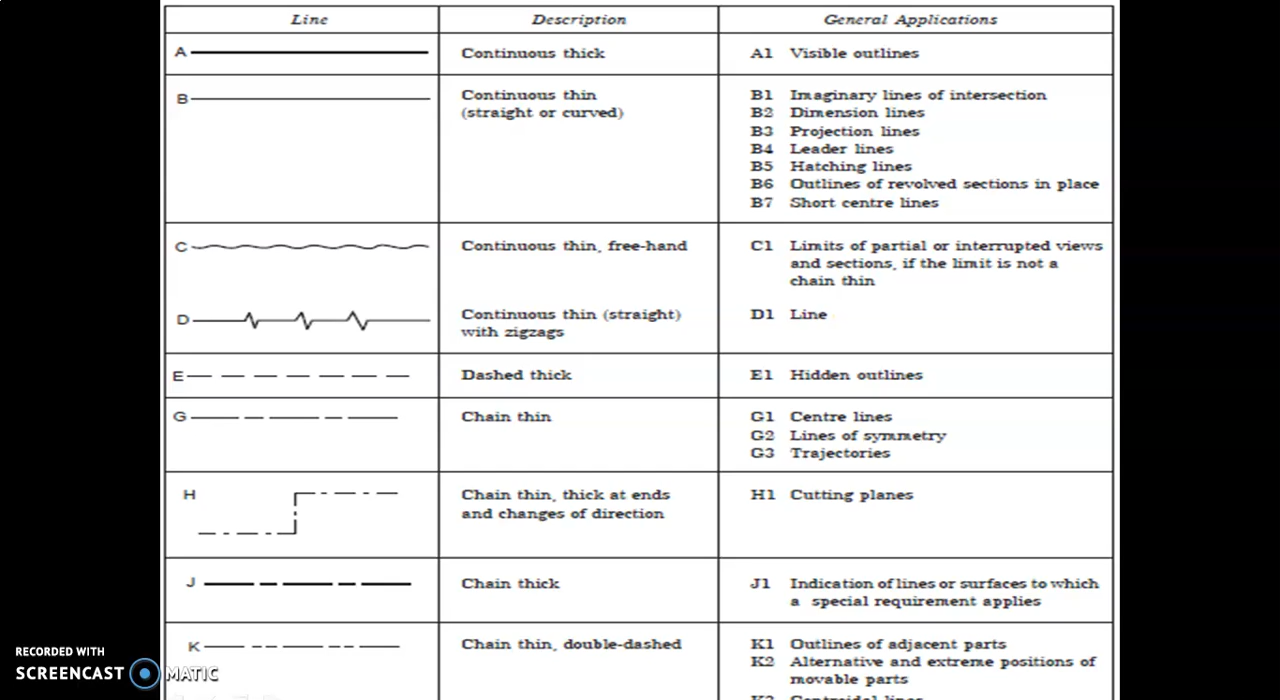 Line Description General Applications
A Continuous thick A1 Visible outlines
B Continuous thin B1 Imaginary lines of intersection
(straight or curved) B2 Dimension lines
B3 Projection lines
B4 Leader lines
B5 Hatching lines
B6 Outlines of revolved sections in place
B7 Short centre lines
C Continuous thin, free-hand C1 Limits of partial or interrupted views
and sections, if the limit is not a
chain thin
D Continuous thin (straight) D1 Line
with zigzags
E Dashed thick E1 Hidden outlines
G Chain thin G1 Centre lines
G2 Lines of symmetry
G3 Trajectories
H Chain thin, thick at ends H1 Cutting planes
and changes of direction
J Chain thick J1 Indication of lines or surfaces to which
a special requirement applies
K Chain thin, double-dashed K1 Outlines of adjacent parts
K2 Alternative and extreme positions of
movable parts
K3 Centroidal lines
RECORDED WITH
SCREENCAST MATIC